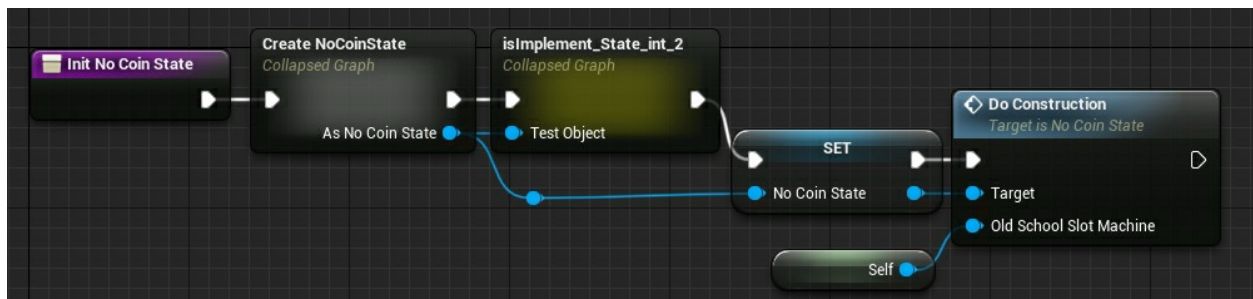 Init No Coin State
Create NoCoinState
Collapsed Graph
As No Coin State
isImplement_State_int_2
Collapsed Graph
Test Object
SET
No Coin State
Do Construction
Target is No Coin State
Target
Old School Slot Machine
Self